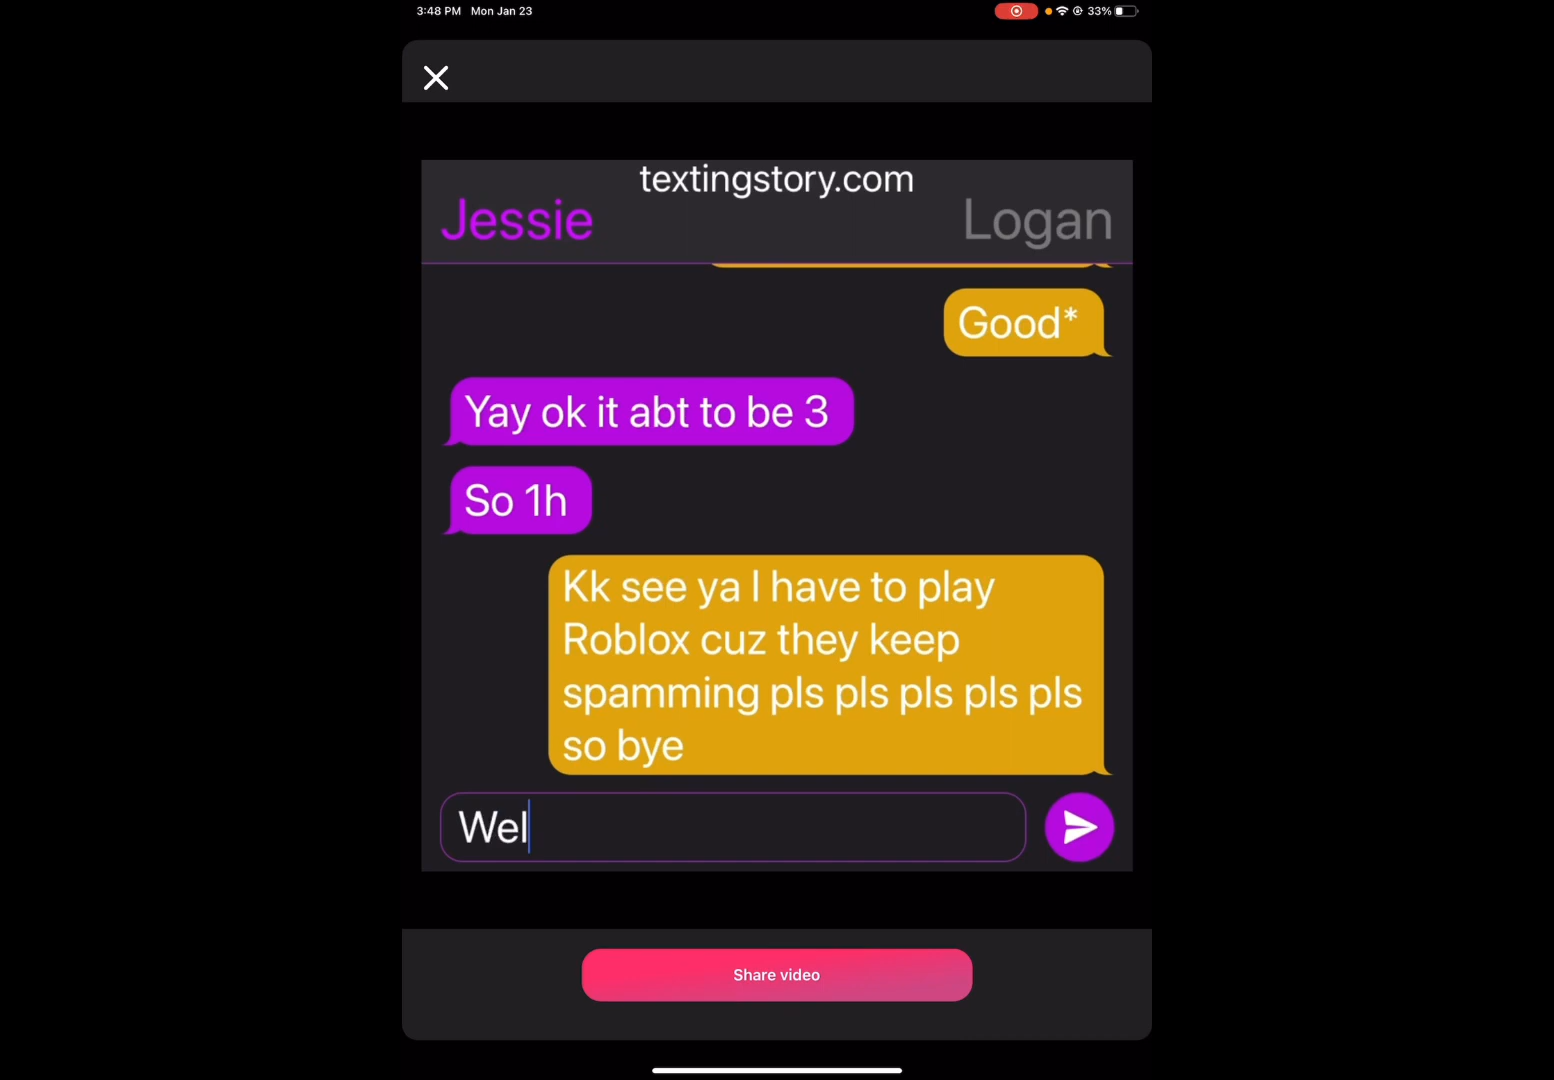 3:48 PM Mon Jan 23
33%
textingstory.com
Jessie
Logan
Good*
Yay ok it abt to be 3
So 1h
Kk see ya I have to play
Roblox cuz they keep
spamming pls pls pls pls pls
so bye
Wel
Share video